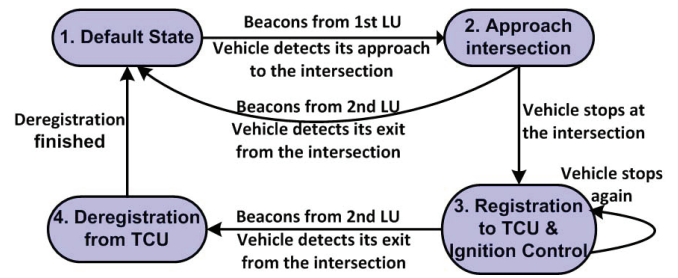 1. Default State
Beacons from 1st LU
Vehicle detects its approach
to the intersection
2. Approach
intersection
Beacons from 2nd LU
Vehicle detects its exit
from the intersection
Deregistration
finished
Vehicle stops at
the intersection
Vehicle stops
again
4. Deregistration
from TCU
Beacons from 2nd LU
Vehicle detects its exit
from the intersection
3. Registration
to TCU &
Ignition Control